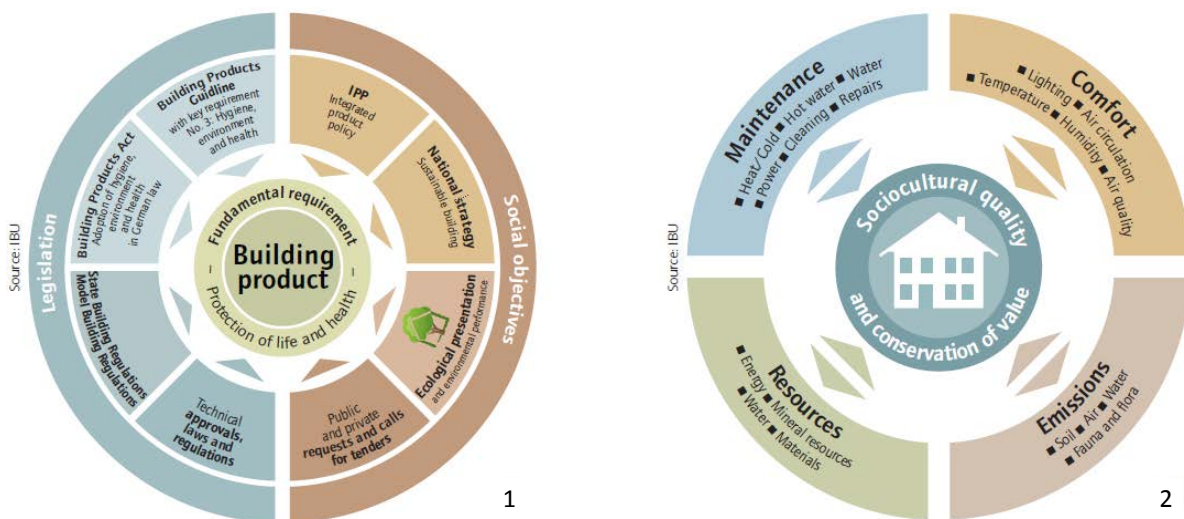 Source: IBU
Legislation
Building Products
Guidline
with key requirement
No. 3: Hygiene,
environment
and health
Building Products Act
Adoption of hygiene,
environment
and health
in German law
State Building Regulations
Model Building Regulations
Technical
approvals,
laws and
regulations
IPP
Integrated
product
policy
National strategy
Sustainable building
Ecological presentation
and environmental performance
Public
and private
requests and calls
for tenders
Social objectives
Fundamental requirement
Building
product
– Protection of life and health –
1
Source: IBU
Maintenance
■ Heat/Cold ■ Hot water ■ Water
■ Power ■ Cleaning ■ Repairs
Comfort
■ Lighting ■ Air circulation
■ Temperature ■ Humidity ■ Air quality
Sociocultural quality
and conservation of value
Resources
■ Energy ■ Mineral resources
■ Water ■ Materials
Emissions
■ Soil ■ Air ■ Water
■ Fauna and flora
2